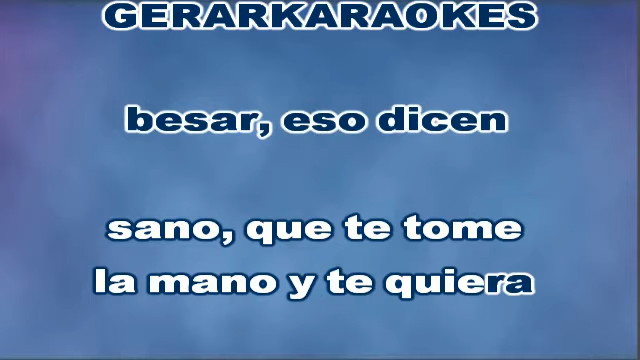 GERARKARAOKES
besar, eso dicen
sano, que te tome
la mano y te quiera